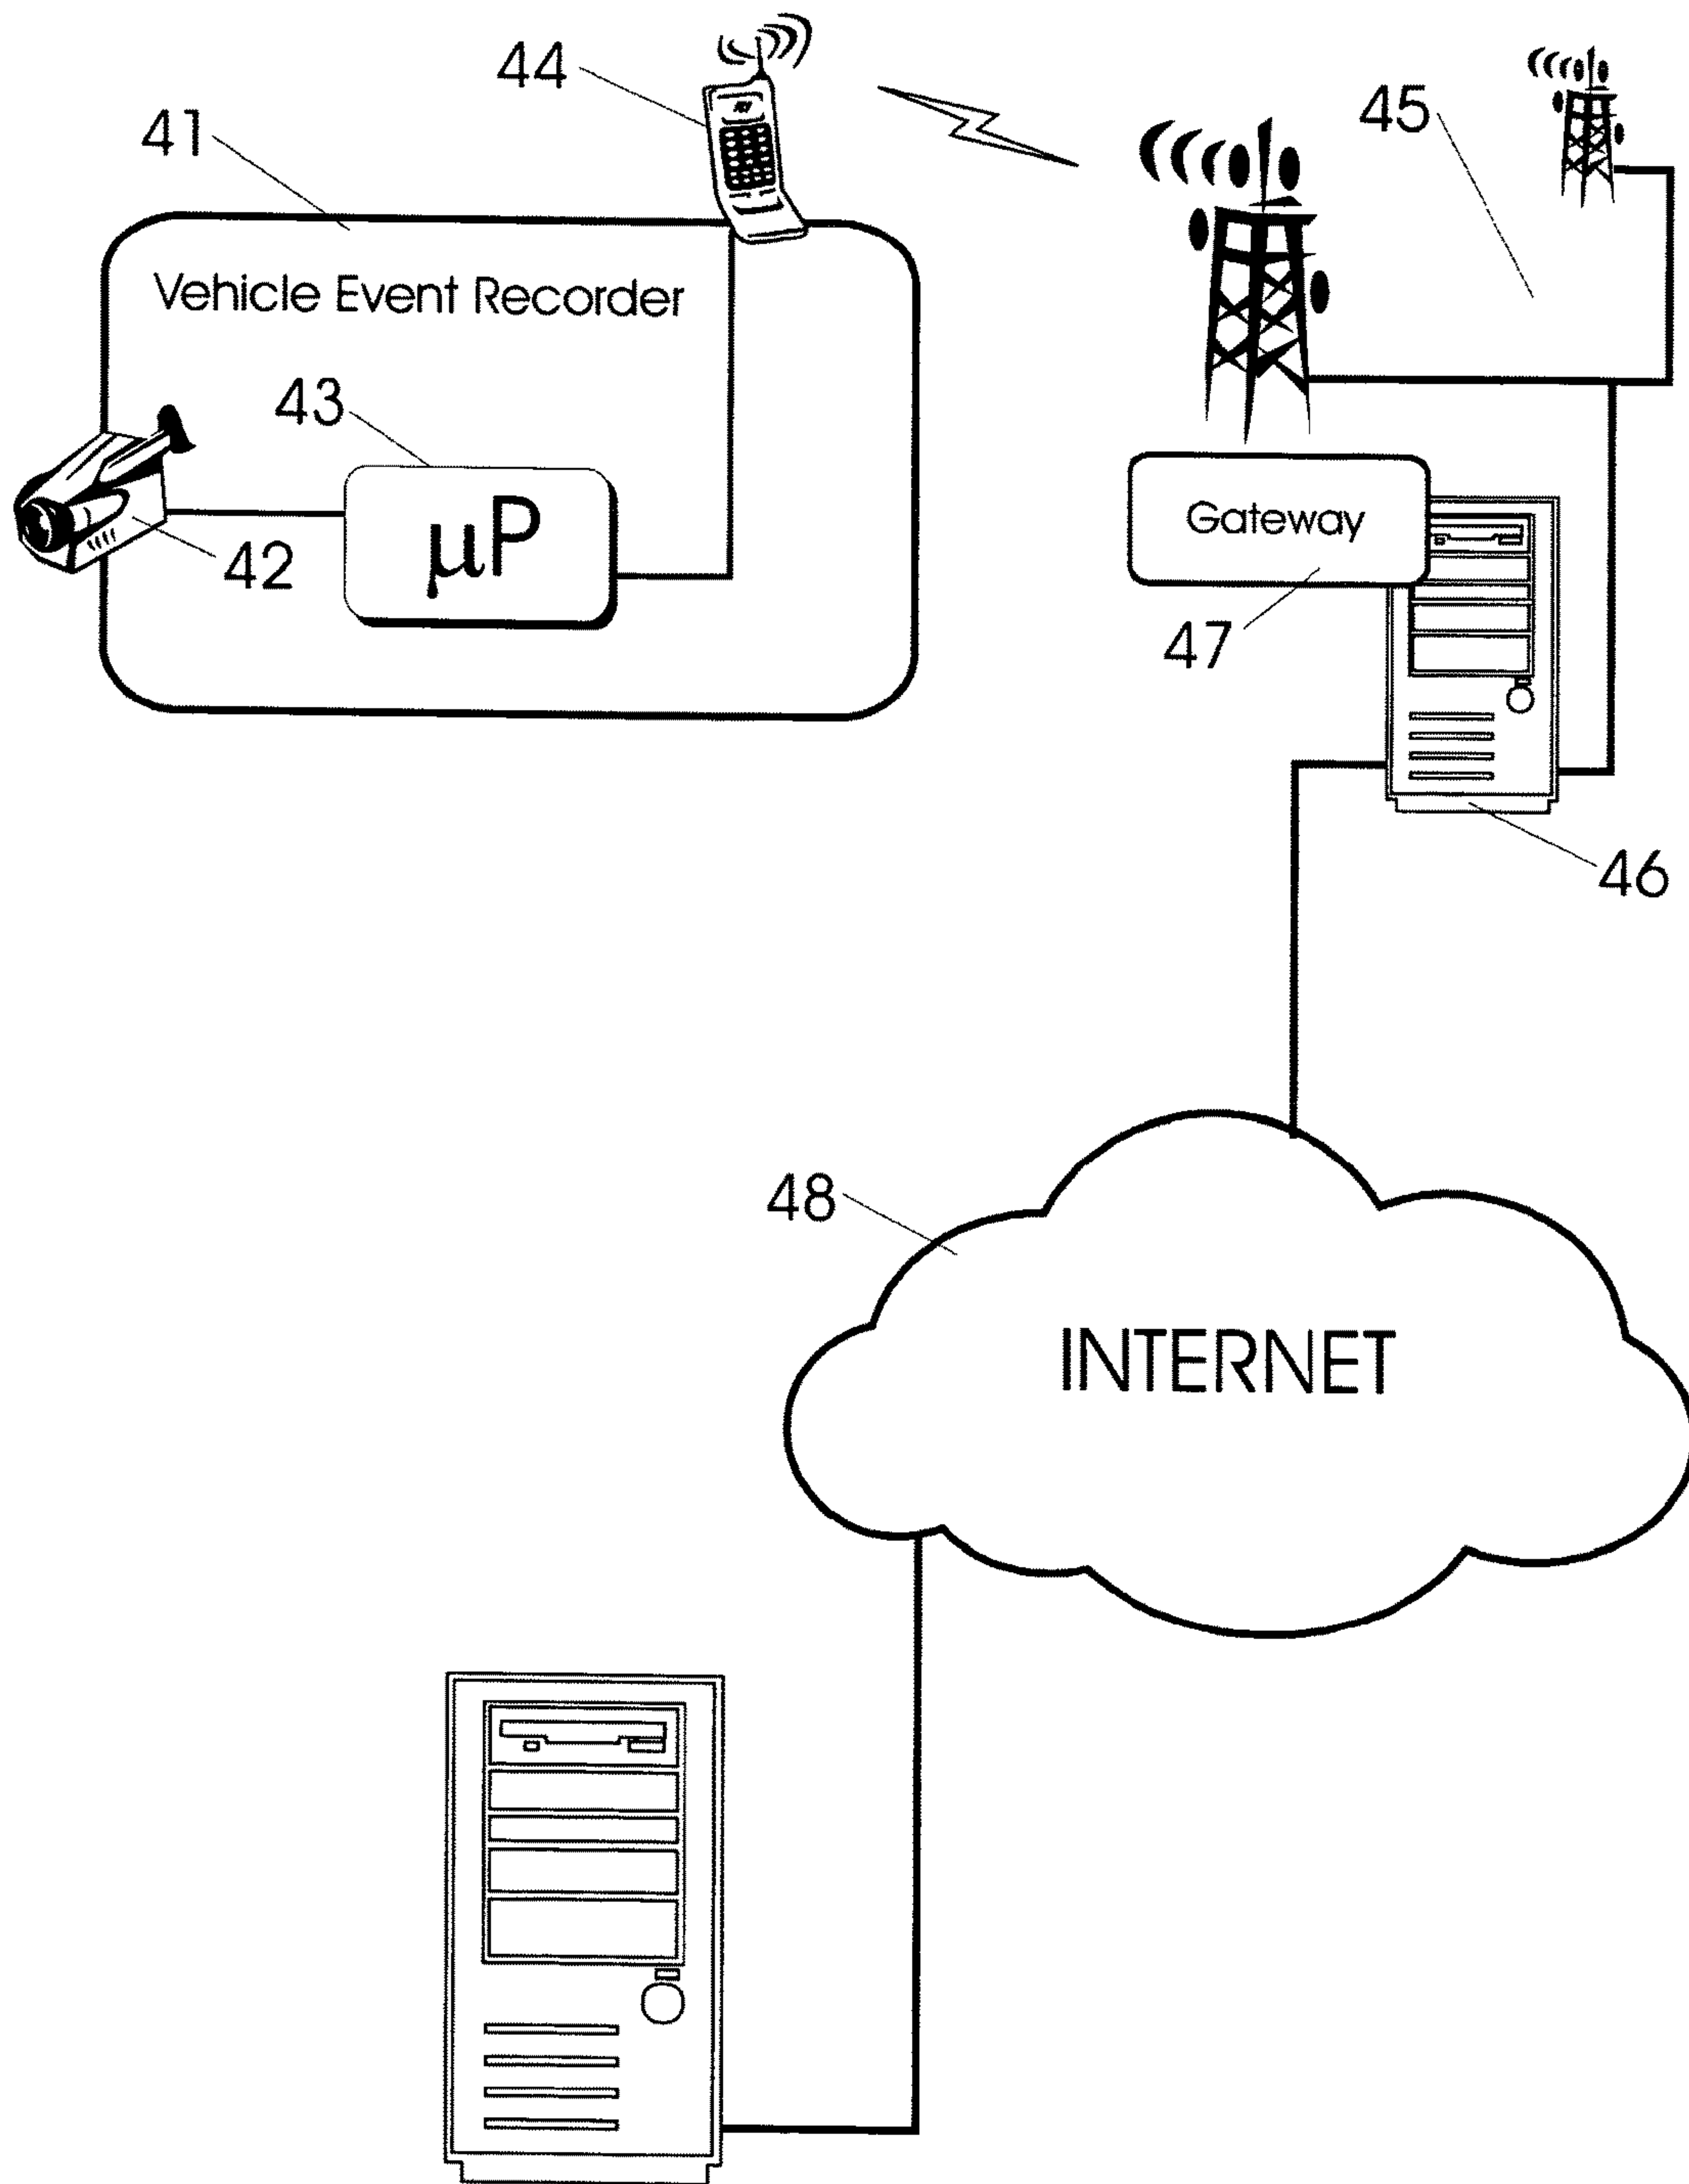 44
45
41
Vehicle Event Recorder
43
μP
42
Gateway
47
46
48
INTERNET